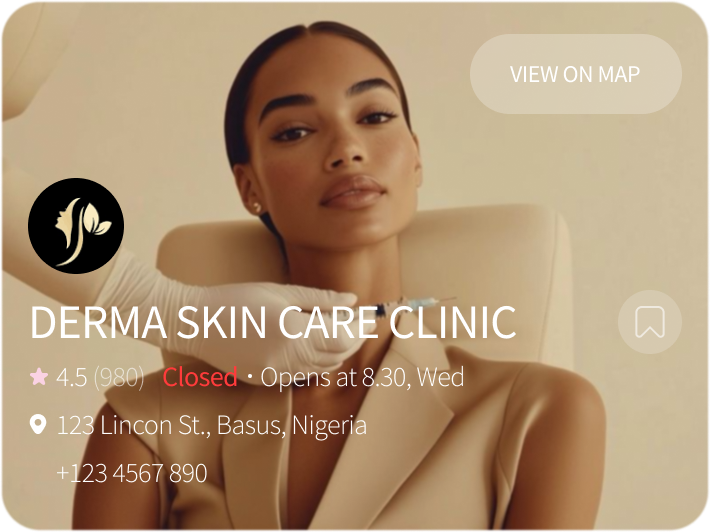 VIEW ON MAP
DERMA SKIN CARE CLINIC
4.5 (980) Closed • Opens at 8.30, Wed
123 Lincon St., Basus, Nigeria
+123 4567 890